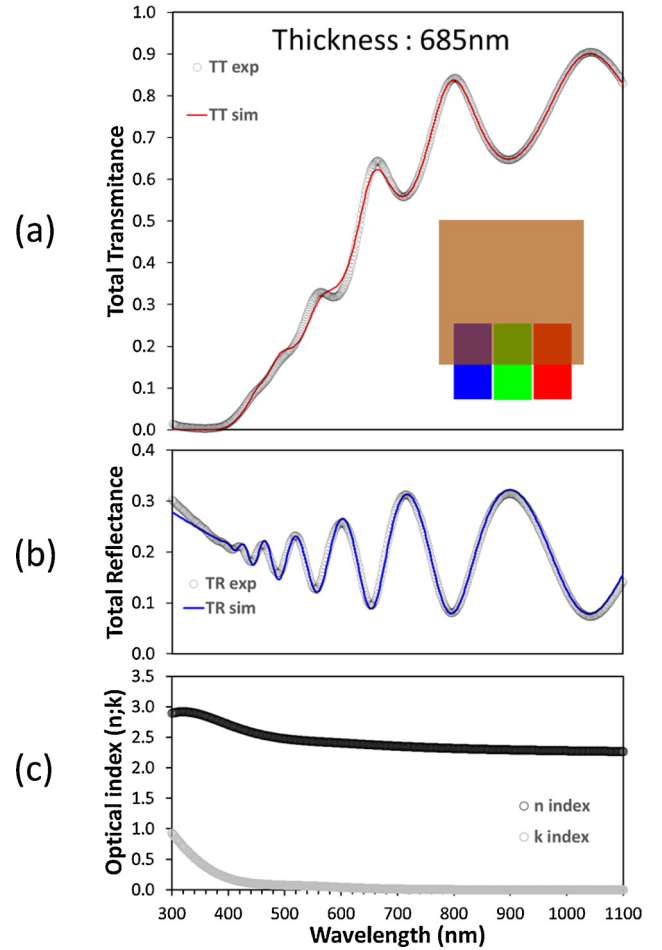 (a)
Total Transmitance
1.0
0.9
0.8
0.7
0.6
0.5
0.4
0.3
0.2
0.1
0.0
Thickness : 685nm
TT exp
TT sim
(b)
Total Reflectance
0.4
0.3
0.2
0.1
0.0
TR exp
TR sim
(c)
Optical index (n;k)
3.5
3.0
2.5
2.0
1.5
1.0
0.5
0.0
n index
k index
300 400 500 600 700 800 900 1000 1100
Wavelength (nm)